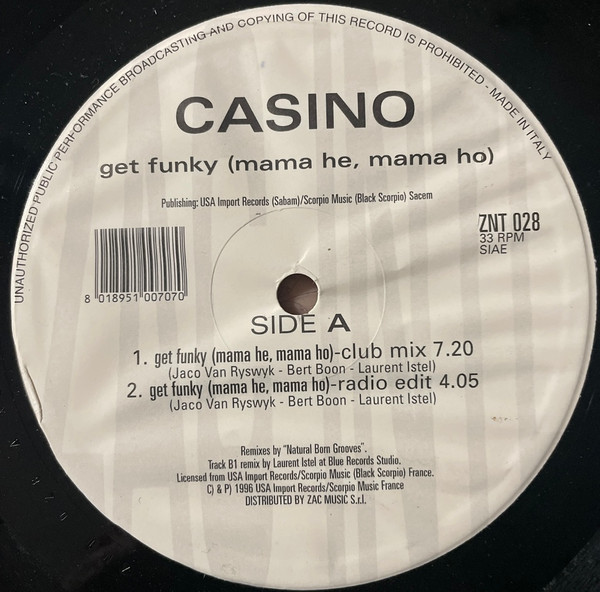 UNAUTHORIZED PUBLIC PERFORMANCE BROADCASTING AND COPYING OF THIS RECORD IS PROHIBITED - MADE IN ITALY
CASINO
get funky (mama he, mama ho)
Publishing: USA Import Records (Sabam)/Scorpio Music (Black Scorpio) Sacem
ZNT 028
33 RPM
SIAE
8 018951 007070
SIDE A
1. get funky (mama he, mama ho)-club mix 7.20
(Jaco Van Ryswyk - Bert Boon - Laurent Istel)
2. get funky (mama he, mama ho)-radio edit 4.05
(Jaco Van Ryswyk - Bert Boon - Laurent Istel)
Remixes by "Natural Born Grooves".
Track B1 remix by Laurent Istel at Blue Records Studio.
Licensed from USA Import Records/Scorpio Music (Black Scorpio) France.
C) & P) 1996 USA Import Records/Scorpio Music France
DISTRIBUTED BY ZAC MUSIC S.r.l.